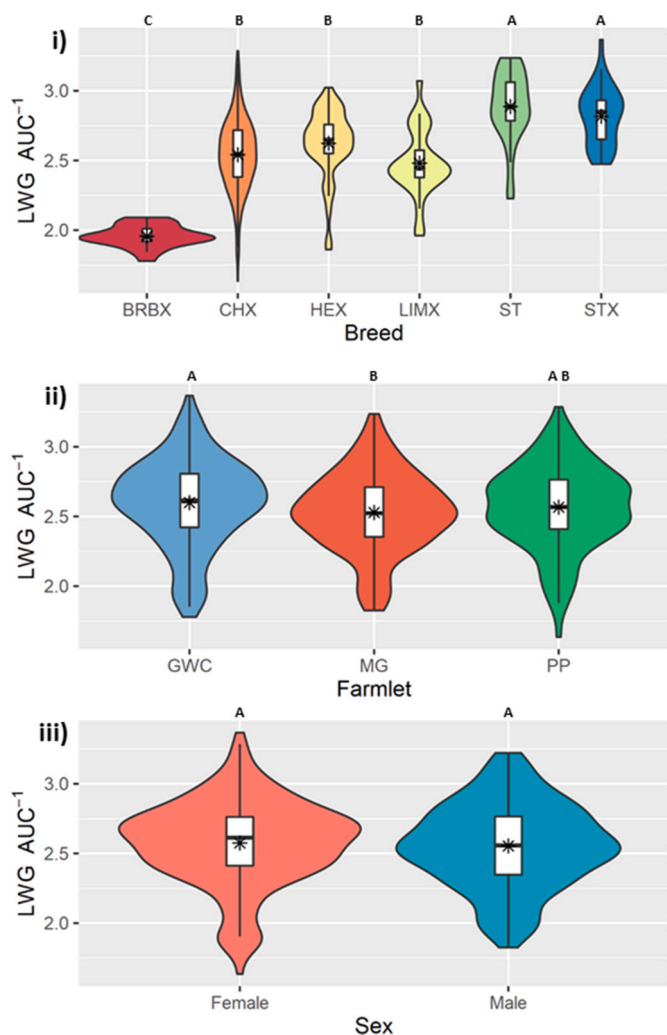 i)
C B B B A A
LWG AUC⁻¹
3.0
2.5
2.0
BRBX CHX HEX LIMX ST STX
Breed
ii)
A B A B
LWG AUC⁻¹
3.0
2.5
2.0
GWC MG PP
Farmlet
iii)
A A
LWG AUC⁻¹
3.0
2.5
2.0
Female Male
Sex